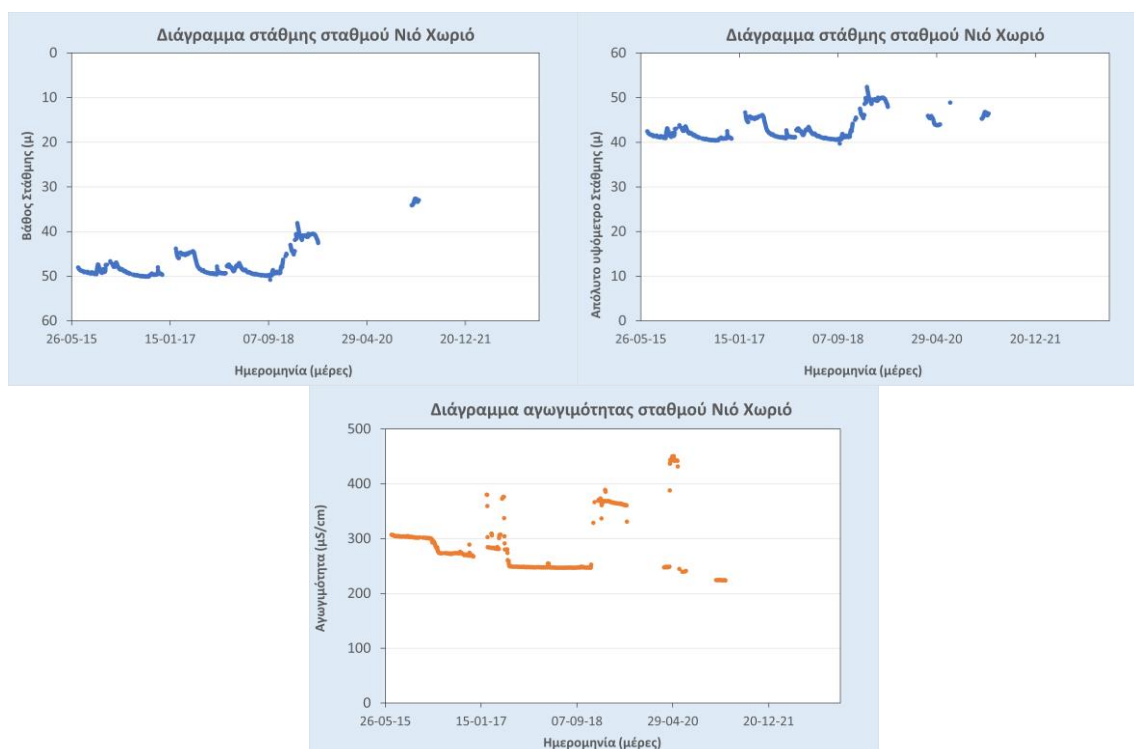 Διάγραμμα στάθμης σταθμού Νιό Χωριό
0
10
20
30
40
50
60
Βάθος Στάθμης (μ)
26-05-15 15-01-17 07-09-18 29-04-20 20-12-21
Ημερομηνία (μέρες)
Διάγραμμα στάθμης σταθμού Νιό Χωριό
60
50
40
30
20
10
0
Απόλυτο υψόμετρο Στάθμης (μ)
26-05-15 15-01-17 07-09-18 29-04-20 20-12-21
Ημερομηνία (μέρες)
Διάγραμμα αγωγιμότητας σταθμού Νιό Χωριό
500
400
300
200
100
0
Αγωγιμότητα (μS/cm)
26-05-15 15-01-17 07-09-18 29-04-20 20-12-21
Ημερομηνία (μέρες)